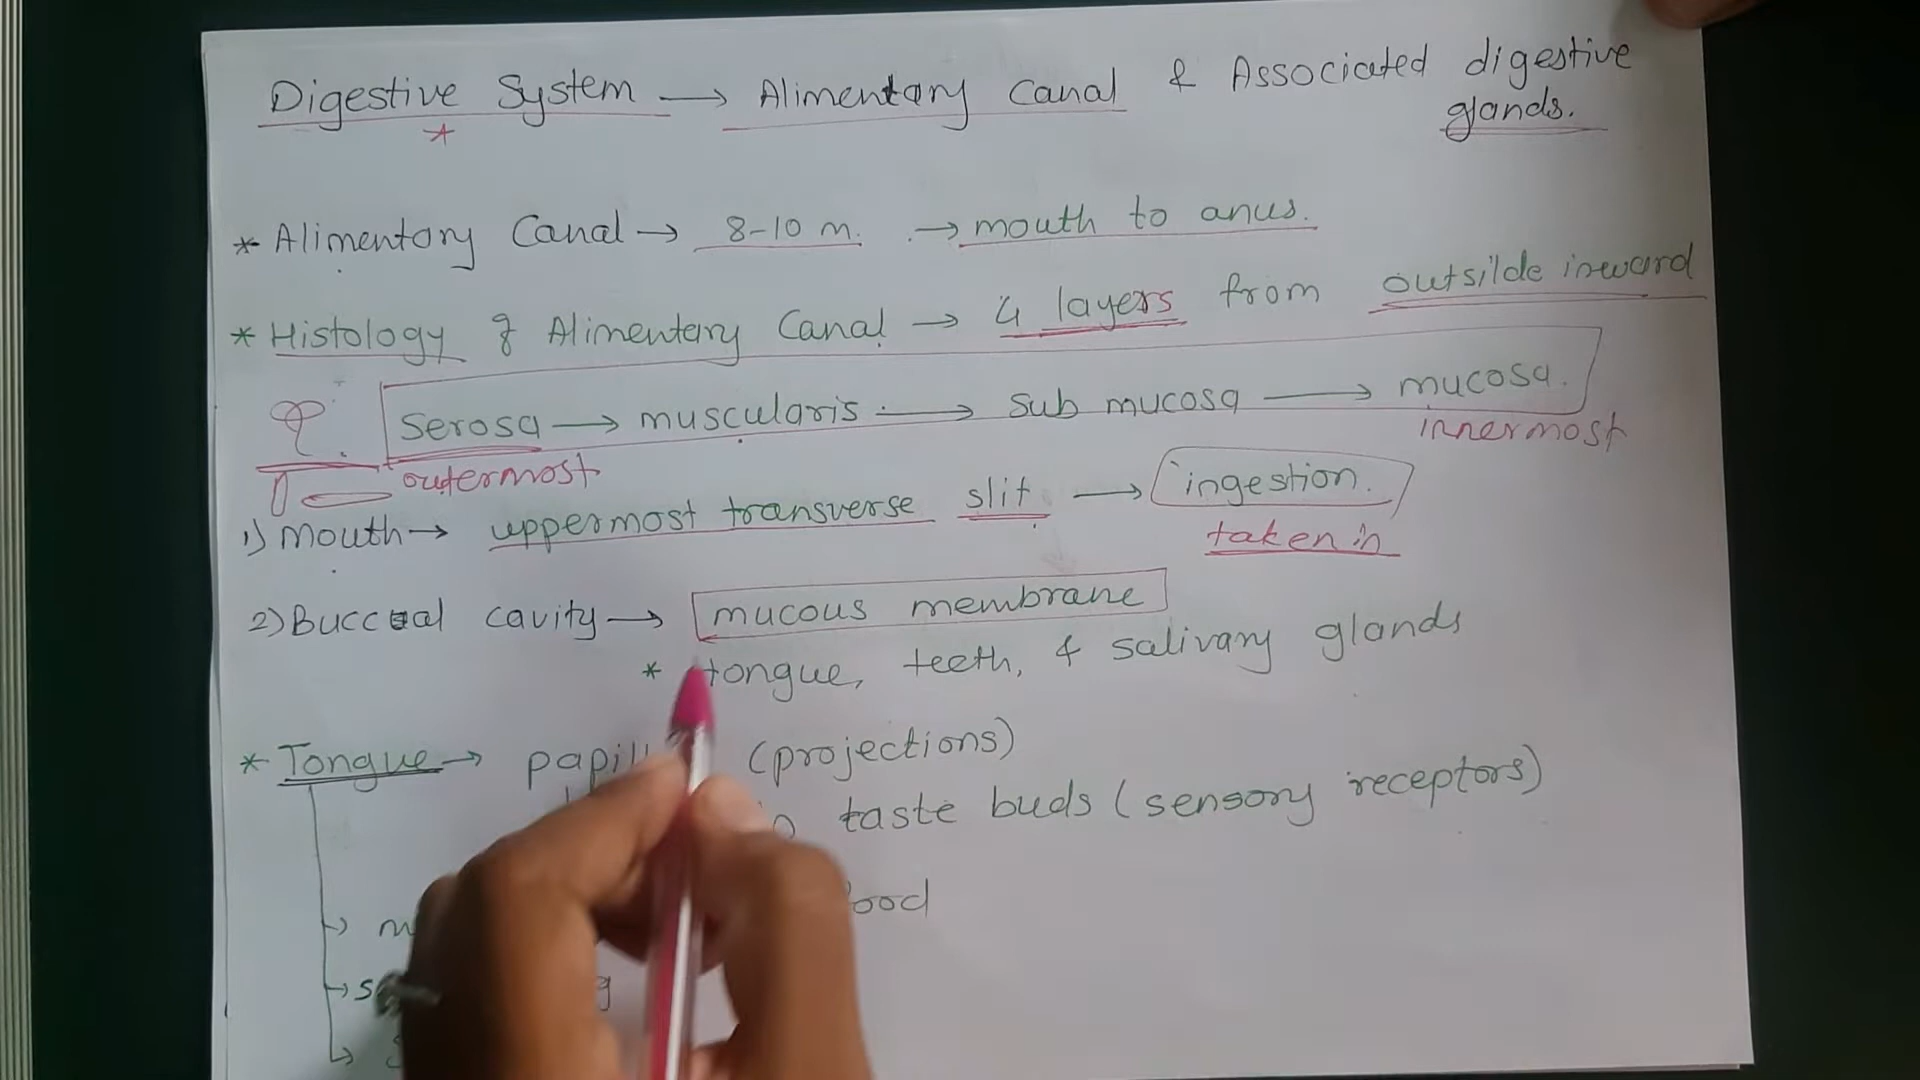 Digestive System → Alimentary Canal & Associated digestive glands.
*
* Alimentary Canal → 8-10 m. → mouth to anus.
* Histology of Alimentary Canal → 4 layers from outsilde inward
Q. Serosa → muscularis → Sub mucosa → mucosa.
outermost innermost
1) Mouth → uppermost transverse slit → ingestion.
taken in
2) Buccal cavity → mucous membrane
* tongue, teeth, & salivary glands
* Tongue → (projections)
taste buds (sensory receptors)